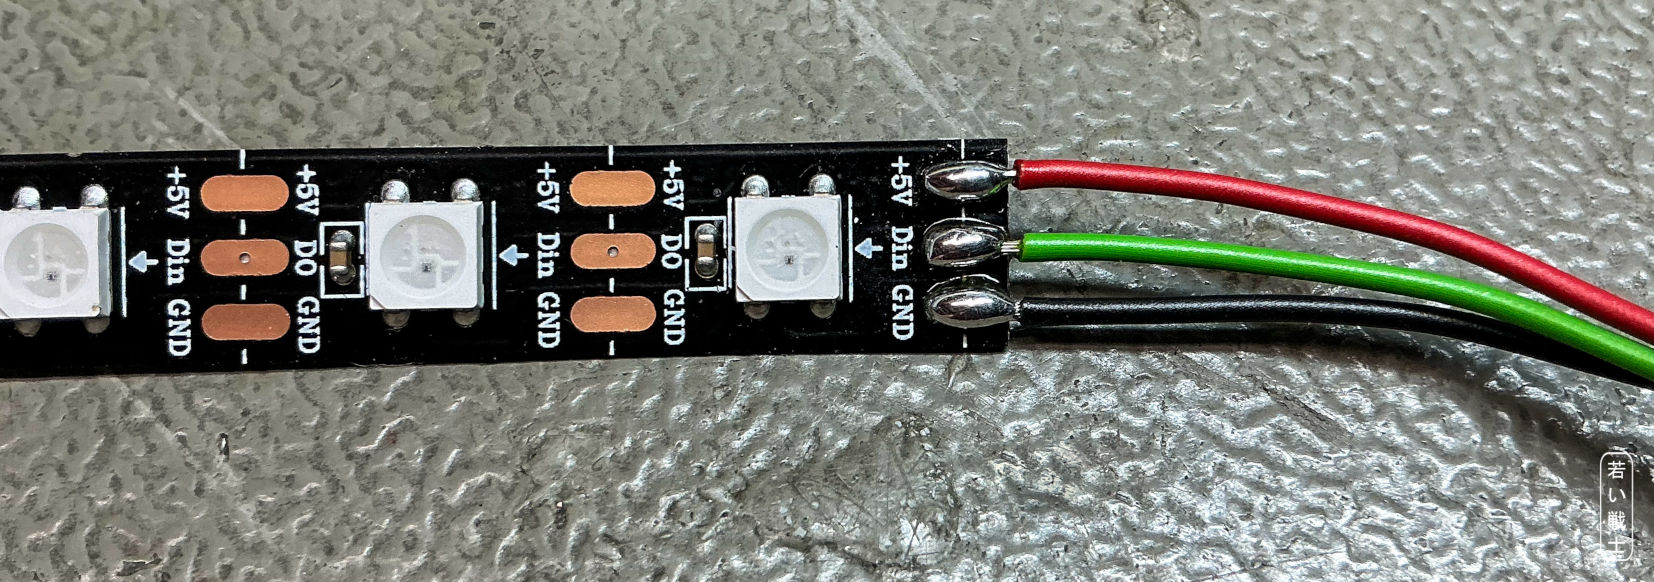 +5V
Din
GND
+5V
DO
GND
+5V
Din
GND
+5V
DO
GND
+5V
Din
GND
若い戦士